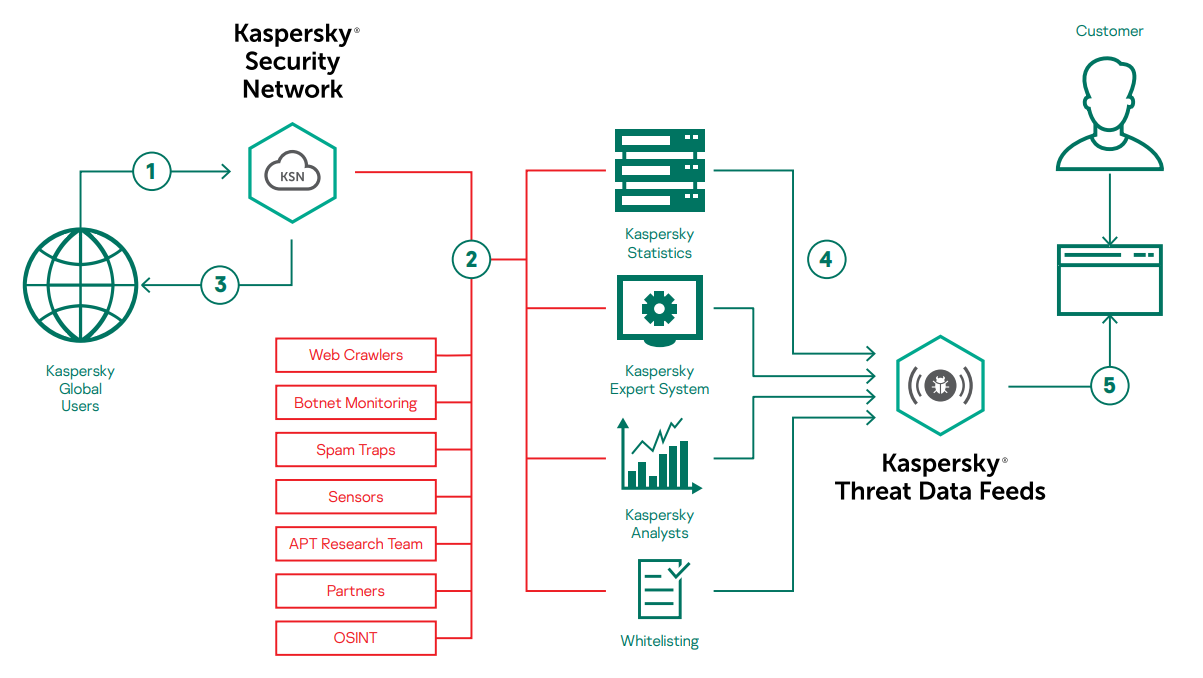 Kaspersky®
Security
Network
Customer
1
KSN
2
3
4
5
Kaspersky
Global
Users
Web Crawlers
Botnet Monitoring
Spam Traps
Sensors
APT Research Team
Partners
OSINT
Kaspersky
Statistics
Kaspersky
Expert System
Kaspersky
Analysts
Whitelisting
Kaspersky®
Threat Data Feeds